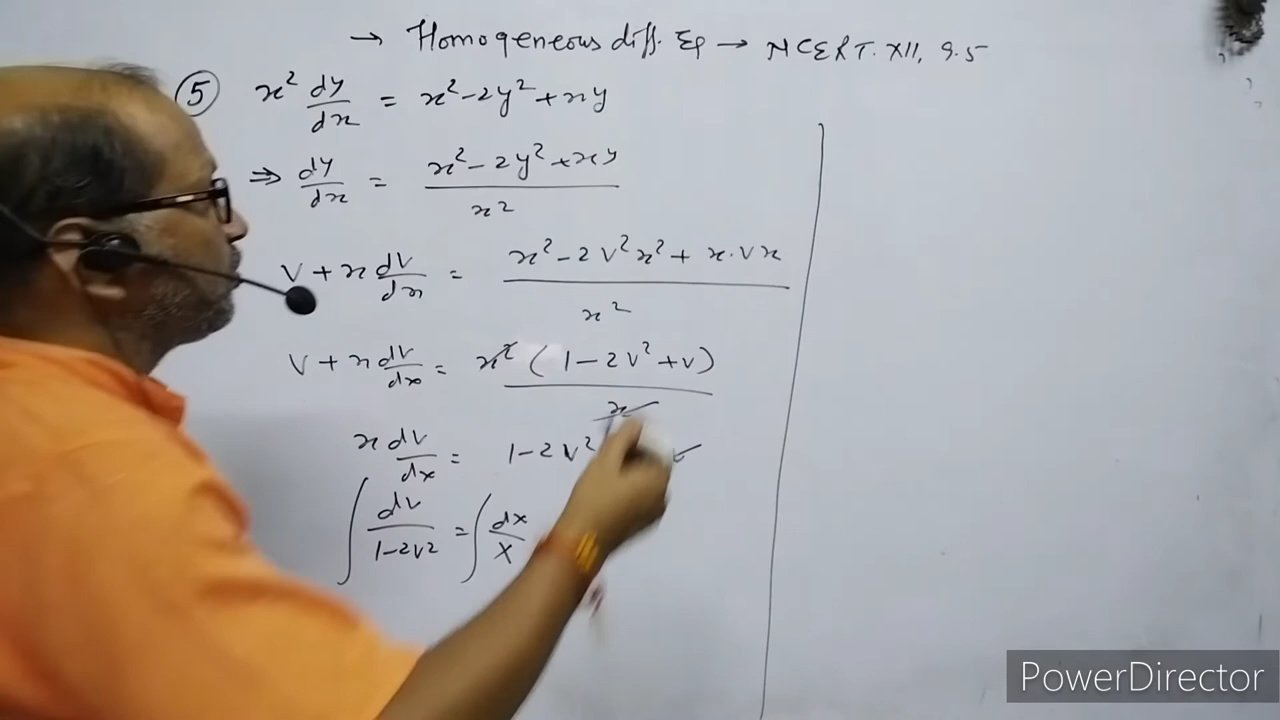 → Homogeneous diff. Eq → NCERT. XII, 9.5
⑤ x² dy/dx = x²-2y²+xy
⇒ dy/dx = (x²-2y²+xy)/x²
V + x dv/dx = (x²-2v²x²+x.vx)/x²
V + x dv/dx = x²(1-2v²+v)/x
x dv/dx = 1-2v²
∫ dv/(1-2v²) = ∫ dx/x
PowerDirector